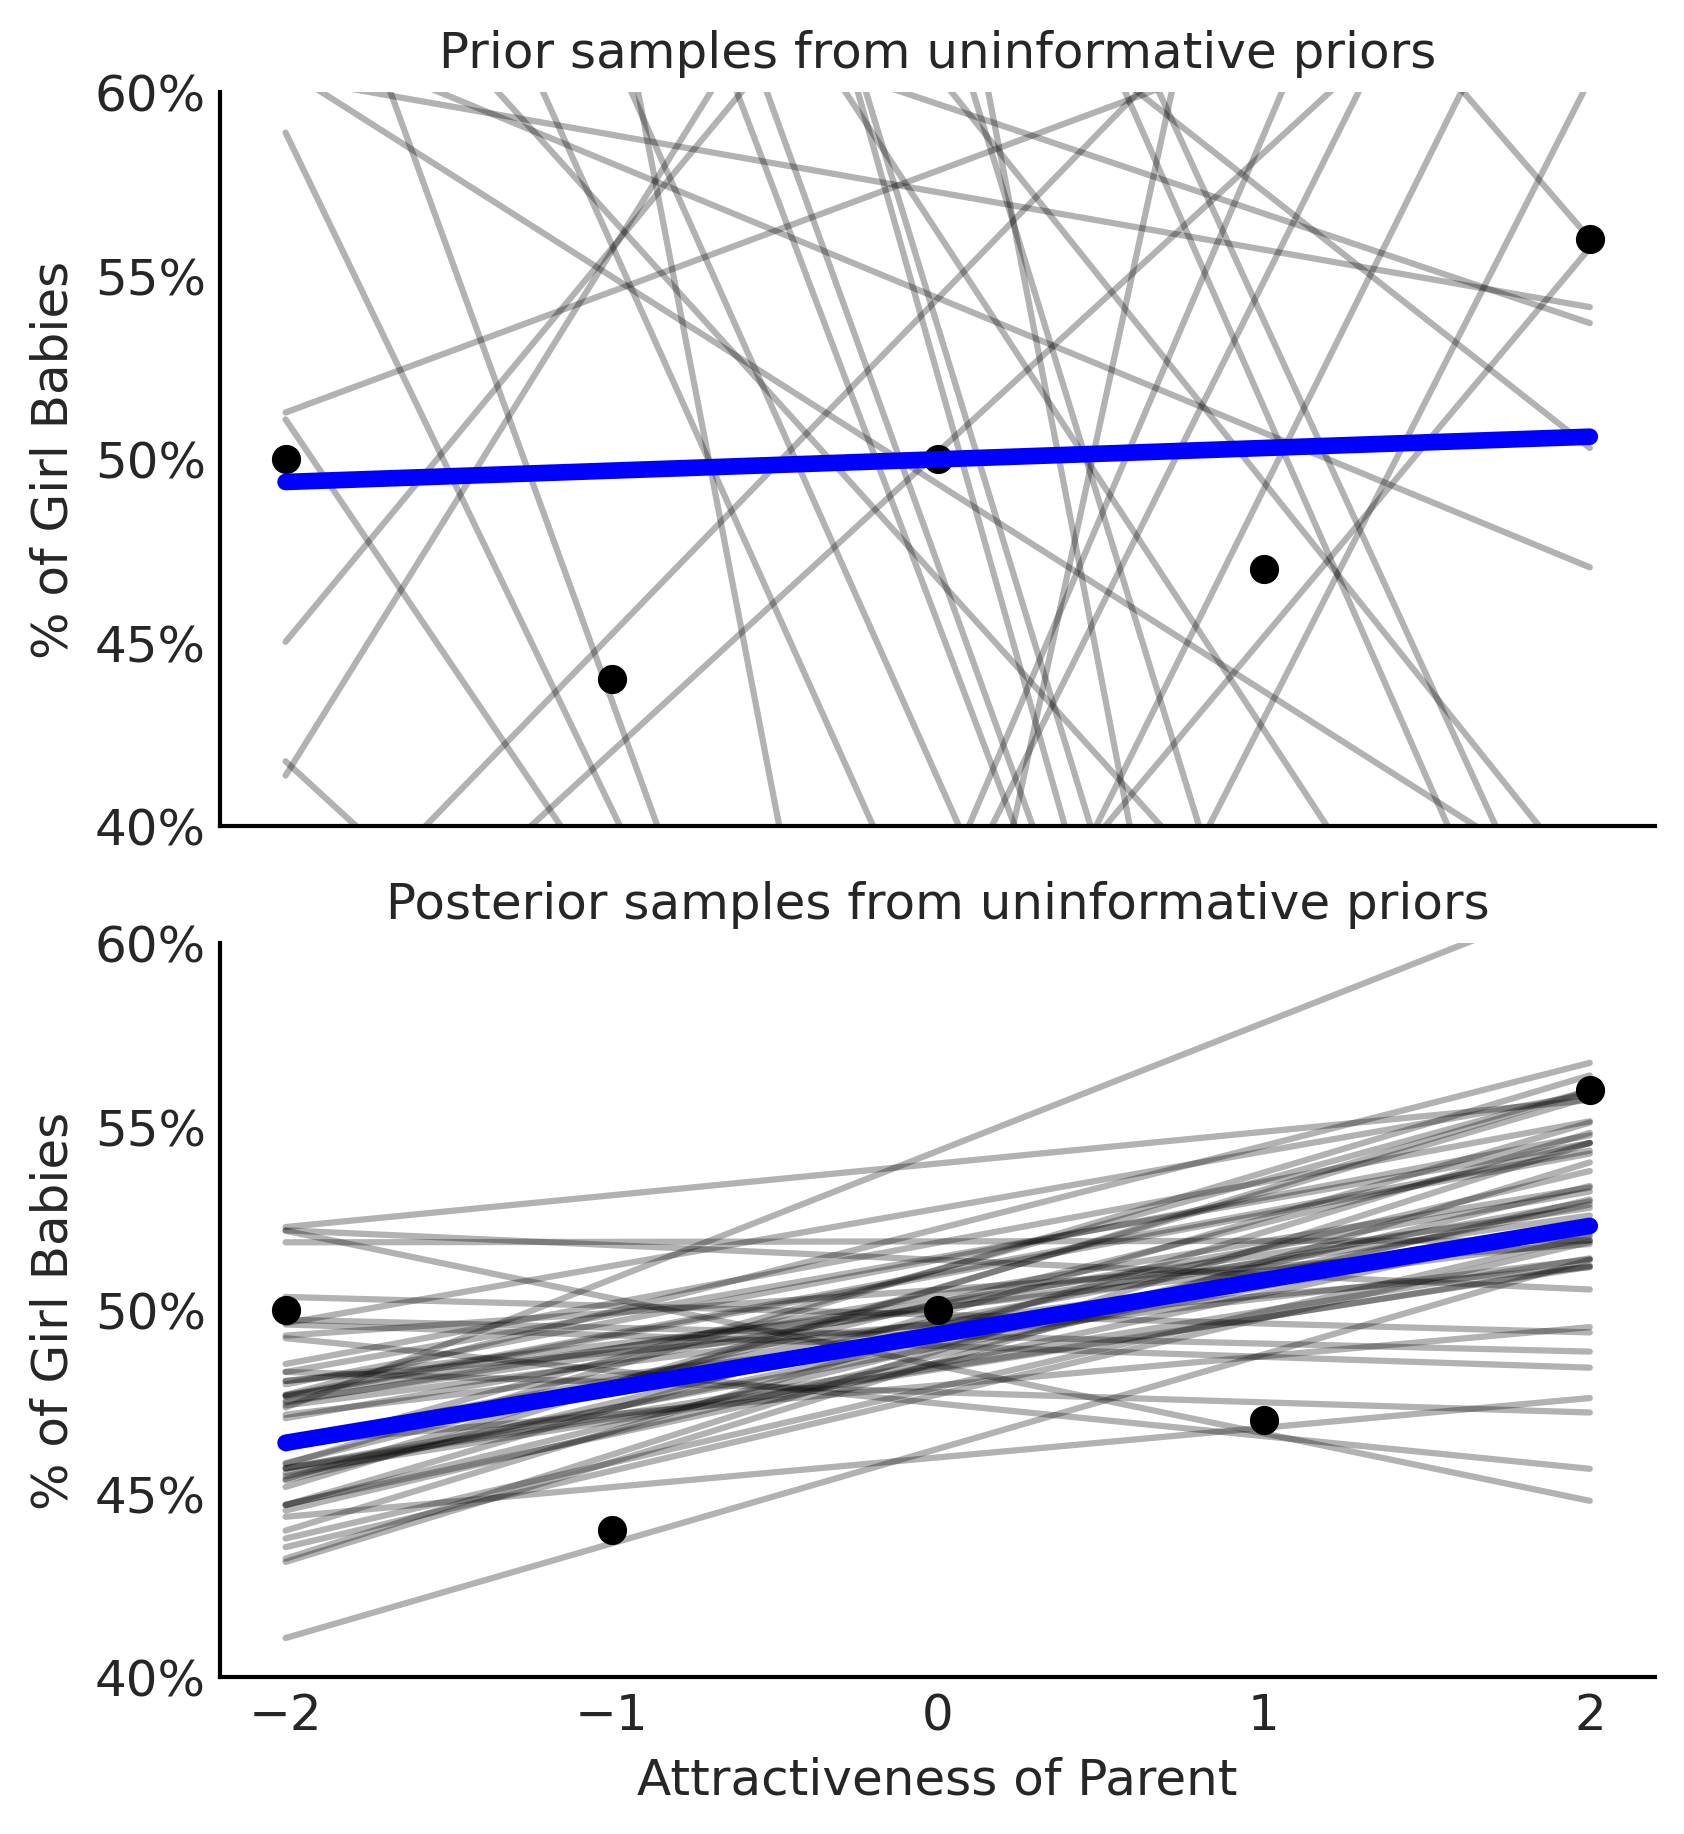 Prior samples from uninformative priors
60%
55%
50%
45%
40%
% of Girl Babies
Posterior samples from uninformative priors
60%
55%
50%
45%
40%
% of Girl Babies
−2 −1 0 1 2
Attractiveness of Parent